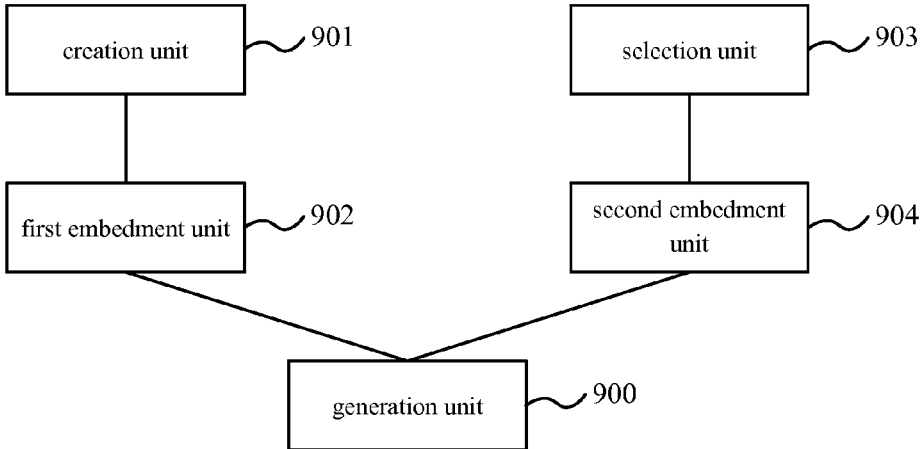 creation unit
901
selection unit
903
first embedment unit
902
second embedment
unit
904
generation unit
900